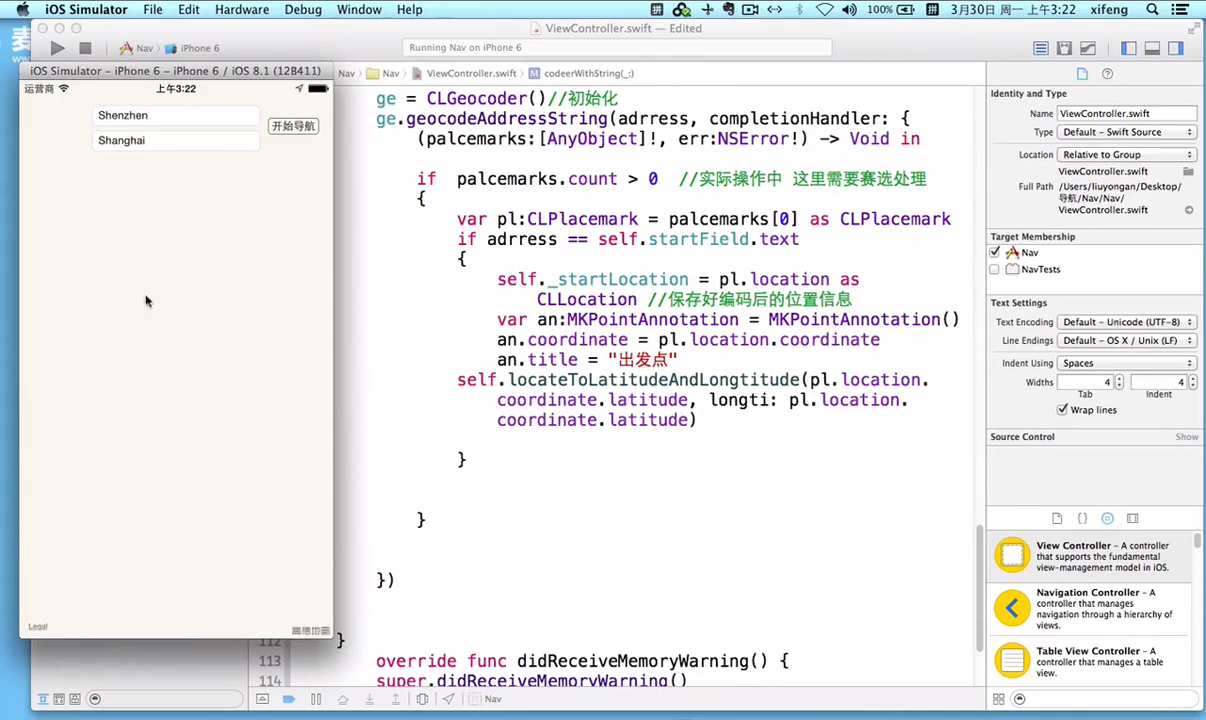 iOS Simulator File Edit Hardware Debug Window Help
100% 拼 3月30日 周一 上午3:22 xifeng
ViewController.swift — Edited
Nav iPhone 6
Running Nav on iPhone 6
iOS Simulator – iPhone 6 – iPhone 6 / iOS 8.1 (12B411)
Nav Nav ViewController.swift codeerWithString(_:)
运营商 上午3:22
Shenzhen
开始导航
Shanghai
Legal
高德地图
ge = CLGeocoder()//初始化
ge.geocodeAddressString(adrress, completionHandler: {
(palcemarks:[AnyObject]!, err:NSError!) -> Void in
if palcemarks.count > 0 //实际操作中 这里需要赛选处理
{
var pl:CLPlacemark = palcemarks[0] as CLPlacemark
if adrress == self.startField.text
{
self._startLocation = pl.location as
CLLocation //保存好编码后的位置信息
var an:MKPointAnnotation = MKPointAnnotation()
an.coordinate = pl.location.coordinate
an.title = "出发点"
self.locateToLatitudeAndLongtitude(pl.location.
coordinate.latitude, longti: pl.location.
coordinate.latitude)
}
}
})
112 }
113 override func didReceiveMemoryWarning() {
114 super.didReceiveMemoryWarning()
Nav
Identity and Type
Name ViewController.swift
Type Default – Swift Source
Location Relative to Group
ViewController.swift
Full Path /Users/liuyongan/Desktop/
导航/Nav/Nav/
ViewController.swift
Target Membership
Nav
NavTests
Text Settings
Text Encoding Default – Unicode (UTF-8)
Line Endings Default – OS X / Unix (LF)
Indent Using Spaces
Widths 4 4
Tab Indent
Wrap lines
Source Control Show
View Controller – A controller
that supports the fundamental
view-management model in iOS.
Navigation Controller – A
controller that manages
navigation through a hierarchy of
views.
Table View Controller – A
controller that manages a table
view.